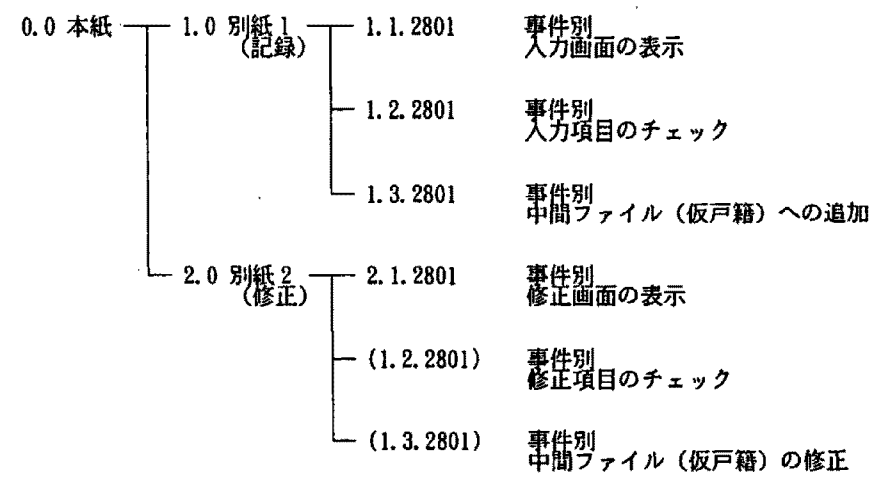 0.0 本紙 1.0 別紙1 1.1.2801 事件別
(記録) 入力画面の表示
1.2.2801 事件別
入力項目のチェック
1.3.2801 事件別
中間ファイル(仮戸籍)への追加
2.0 別紙2 2.1.2801 事件別
(修正) 修正画面の表示
(1.2.2801) 事件別
修正項目のチェック
(1.3.2801) 事件別
中間ファイル(仮戸籍)の修正